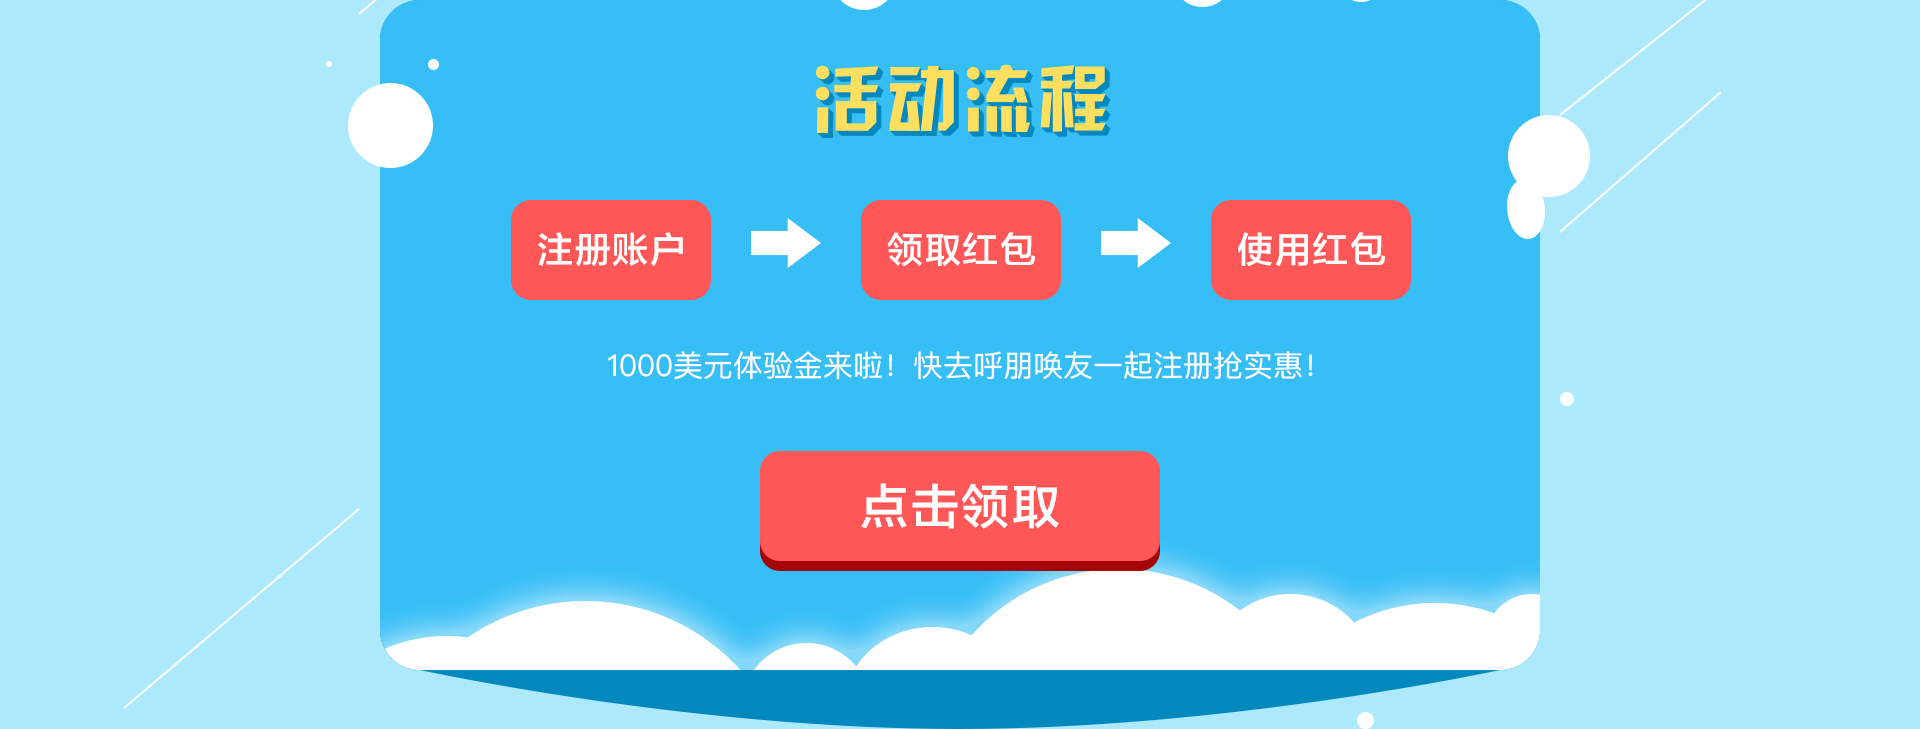 活动流程
注册账户 领取红包 使用红包
1000美元体验金来啦！快去呼朋唤友一起注册抢实惠！
点击领取